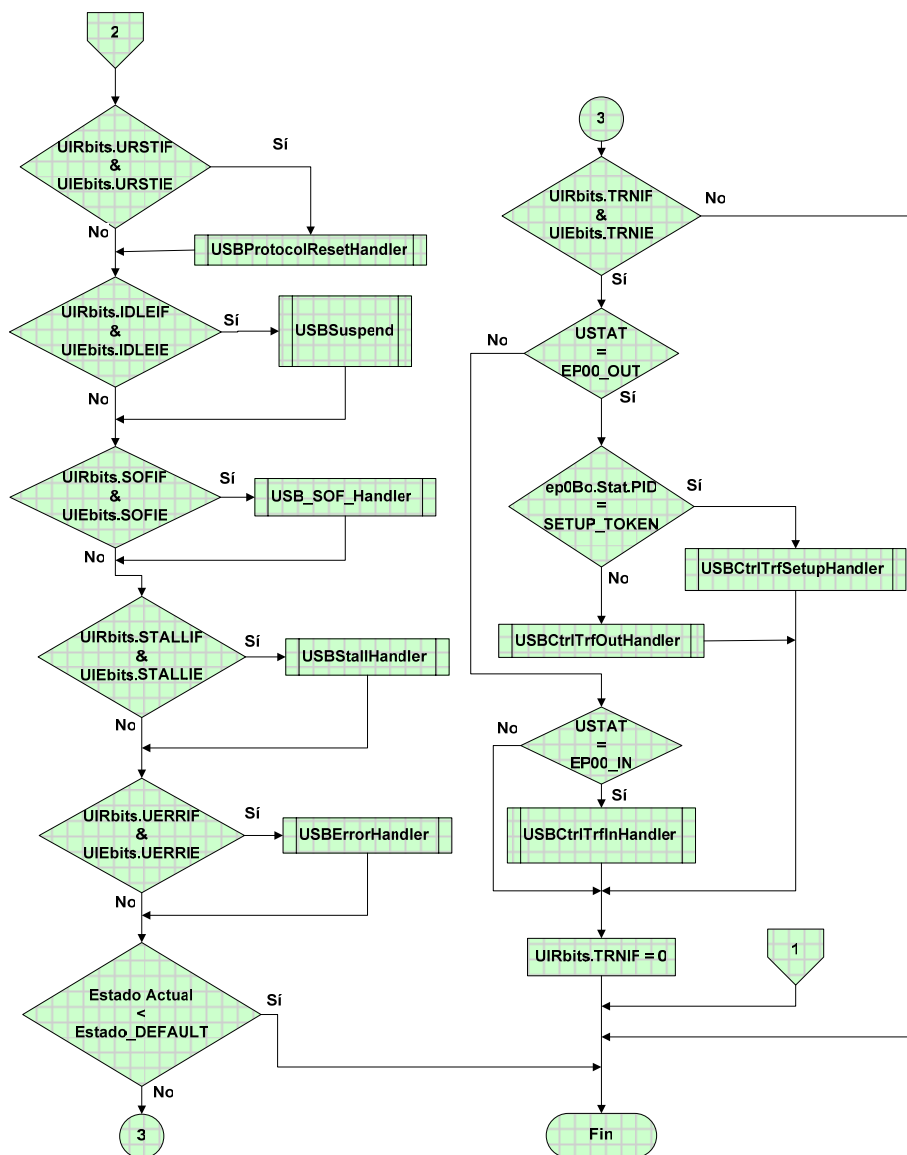 2
UIRbits.URSTIF
&
UIEbits.URSTIE
Sí
No
USBProtocolResetHandler
UIRbits.IDLEIF
&
UIEbits.IDLEIE
Sí
USBSuspend
No
UIRbits.SOFIF
&
UIEbits.SOFIE
Sí
USB_SOF_Handler
No
UIRbits.STALLIF
&
UIEbits.STALLIE
Sí
USBStallHandler
No
UIRbits.UERRIF
&
UIEbits.UERRIE
Sí
USBErrorHandler
No
Estado Actual
<
Estado_DEFAULT
Sí
No
3
3
UIRbits.TRNIF
&
UIEbits.TRNIE
No
Sí
USTAT
=
EP00_OUT
No
Sí
ep0Bo.Stat.PID
=
SETUP_TOKEN
Sí
No
USBCtrlTrfSetupHandler
USBCtrlTrfOutHandler
USTAT
=
EP00_IN
No
Sí
USBCtrlTrfInHandler
UIRbits.TRNIF = 0
1
Fin